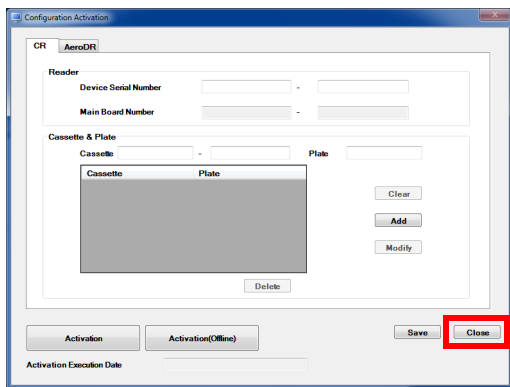 Configuration Activation
CR AeroDR
Reader
Device Serial Number -
Main Board Number -
Cassette & Plate
Cassette - Plate
Cassette Plate
Clear
Add
Modify
Delete
Save Close
Activation Activation(Offline)
Activation Execution Date